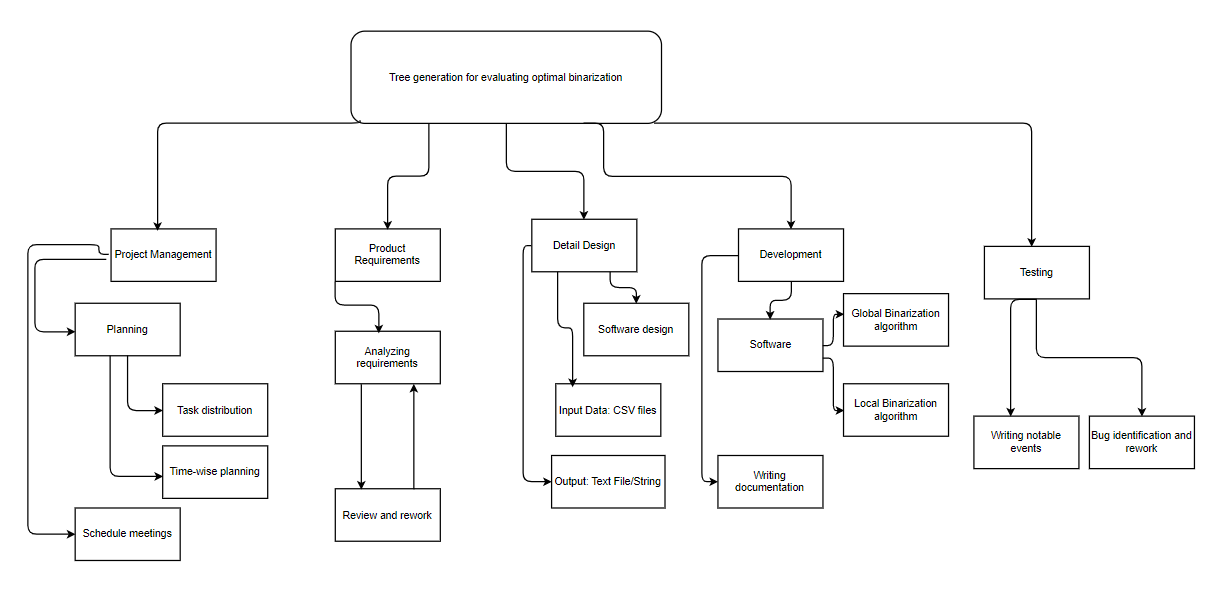 Tree generation for evaluating optimal binarization
Project Management
Product
Requirements
Detail Design
Development
Testing
Planning
Analyzing
requirements
Software design
Software
Global Binarization
algorithm
Task distribution
Input Data: CSV files
Local Binarization
algorithm
Writing notable
events
Bug identification and
rework
Time-wise planning
Output: Text File/String
Writing
documentation
Schedule meetings
Review and rework